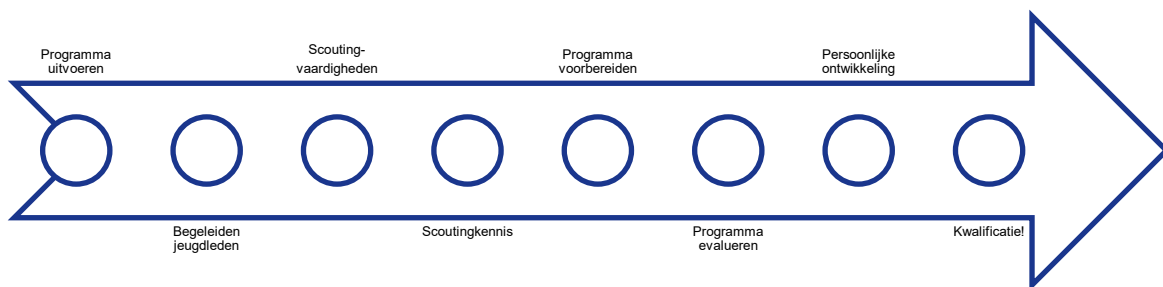 Programma
uitvoeren
Scouting-
vaardigheden
Programma
voorbereiden
Persoonlijke
ontwikkeling
Begeleiden
jeugdleden
Scoutingkennis
Programma
evalueren
Kwalificatie!